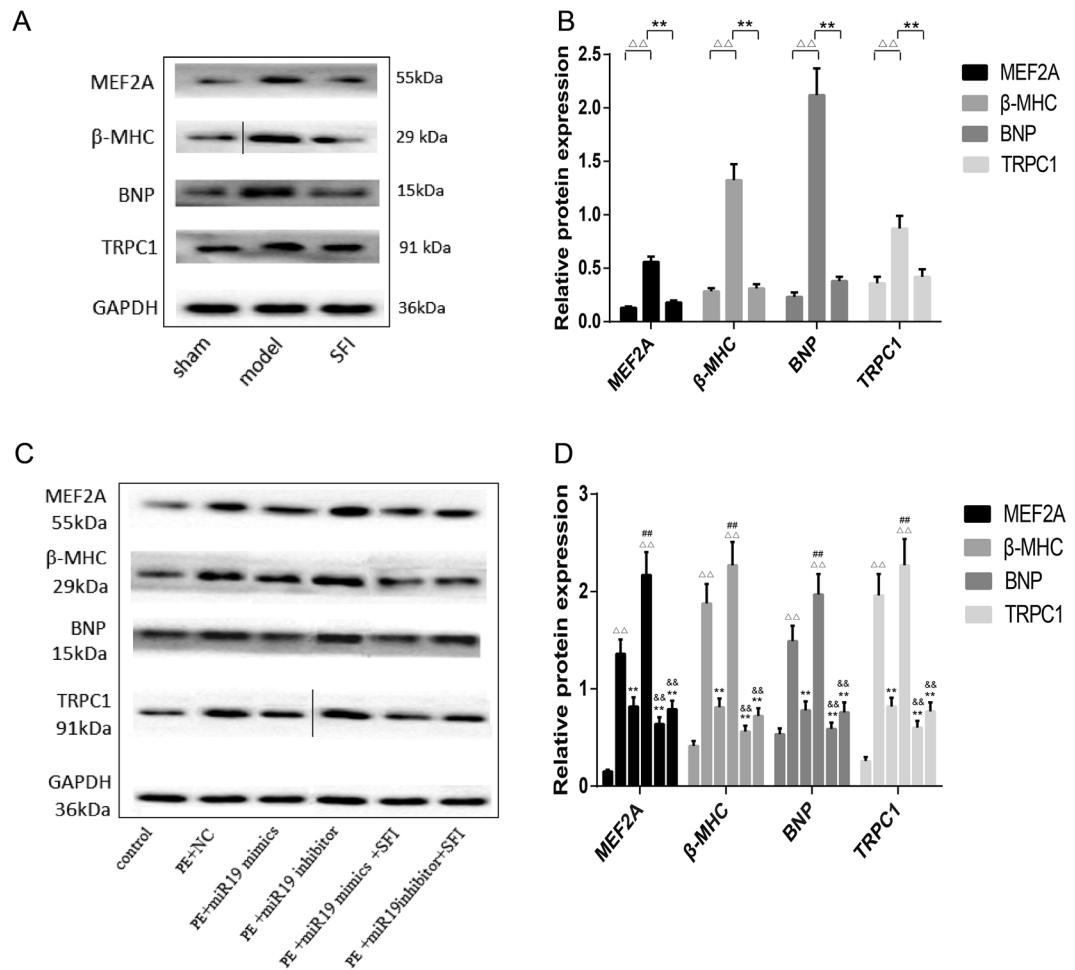 A
MEF2A 55kDa
β-MHC 29 kDa
BNP 15kDa
TRPC1 91 kDa
GAPDH 36kDa
sham model SFI
B
** ** ** **
△△ △△ △△ △△
Relative protein expression
2.5
2.0
1.5
1.0
0.5
0.0
MEF2A β-MHC BNP TRPC1
MEF2A
β-MHC
BNP
TRPC1
C
MEF2A
55kDa
β-MHC
29kDa
BNP
15kDa
TRPC1
91kDa
GAPDH
36kDa
control
PE+NC
PE+miR19 mimics
PE +miR19 inhibitor
PE +miR19 mimics +SFI
PE +miR19inhibitor+SFI
D
Relative protein expression
3
2
1
0
△△ ## △△ ** && ** && **
△△ ## △△ ** && ** && **
△△ ## △△ ** && ** && **
△△ ## △△ ** && ** && **
MEF2A β-MHC BNP TRPC1
MEF2A
β-MHC
BNP
TRPC1